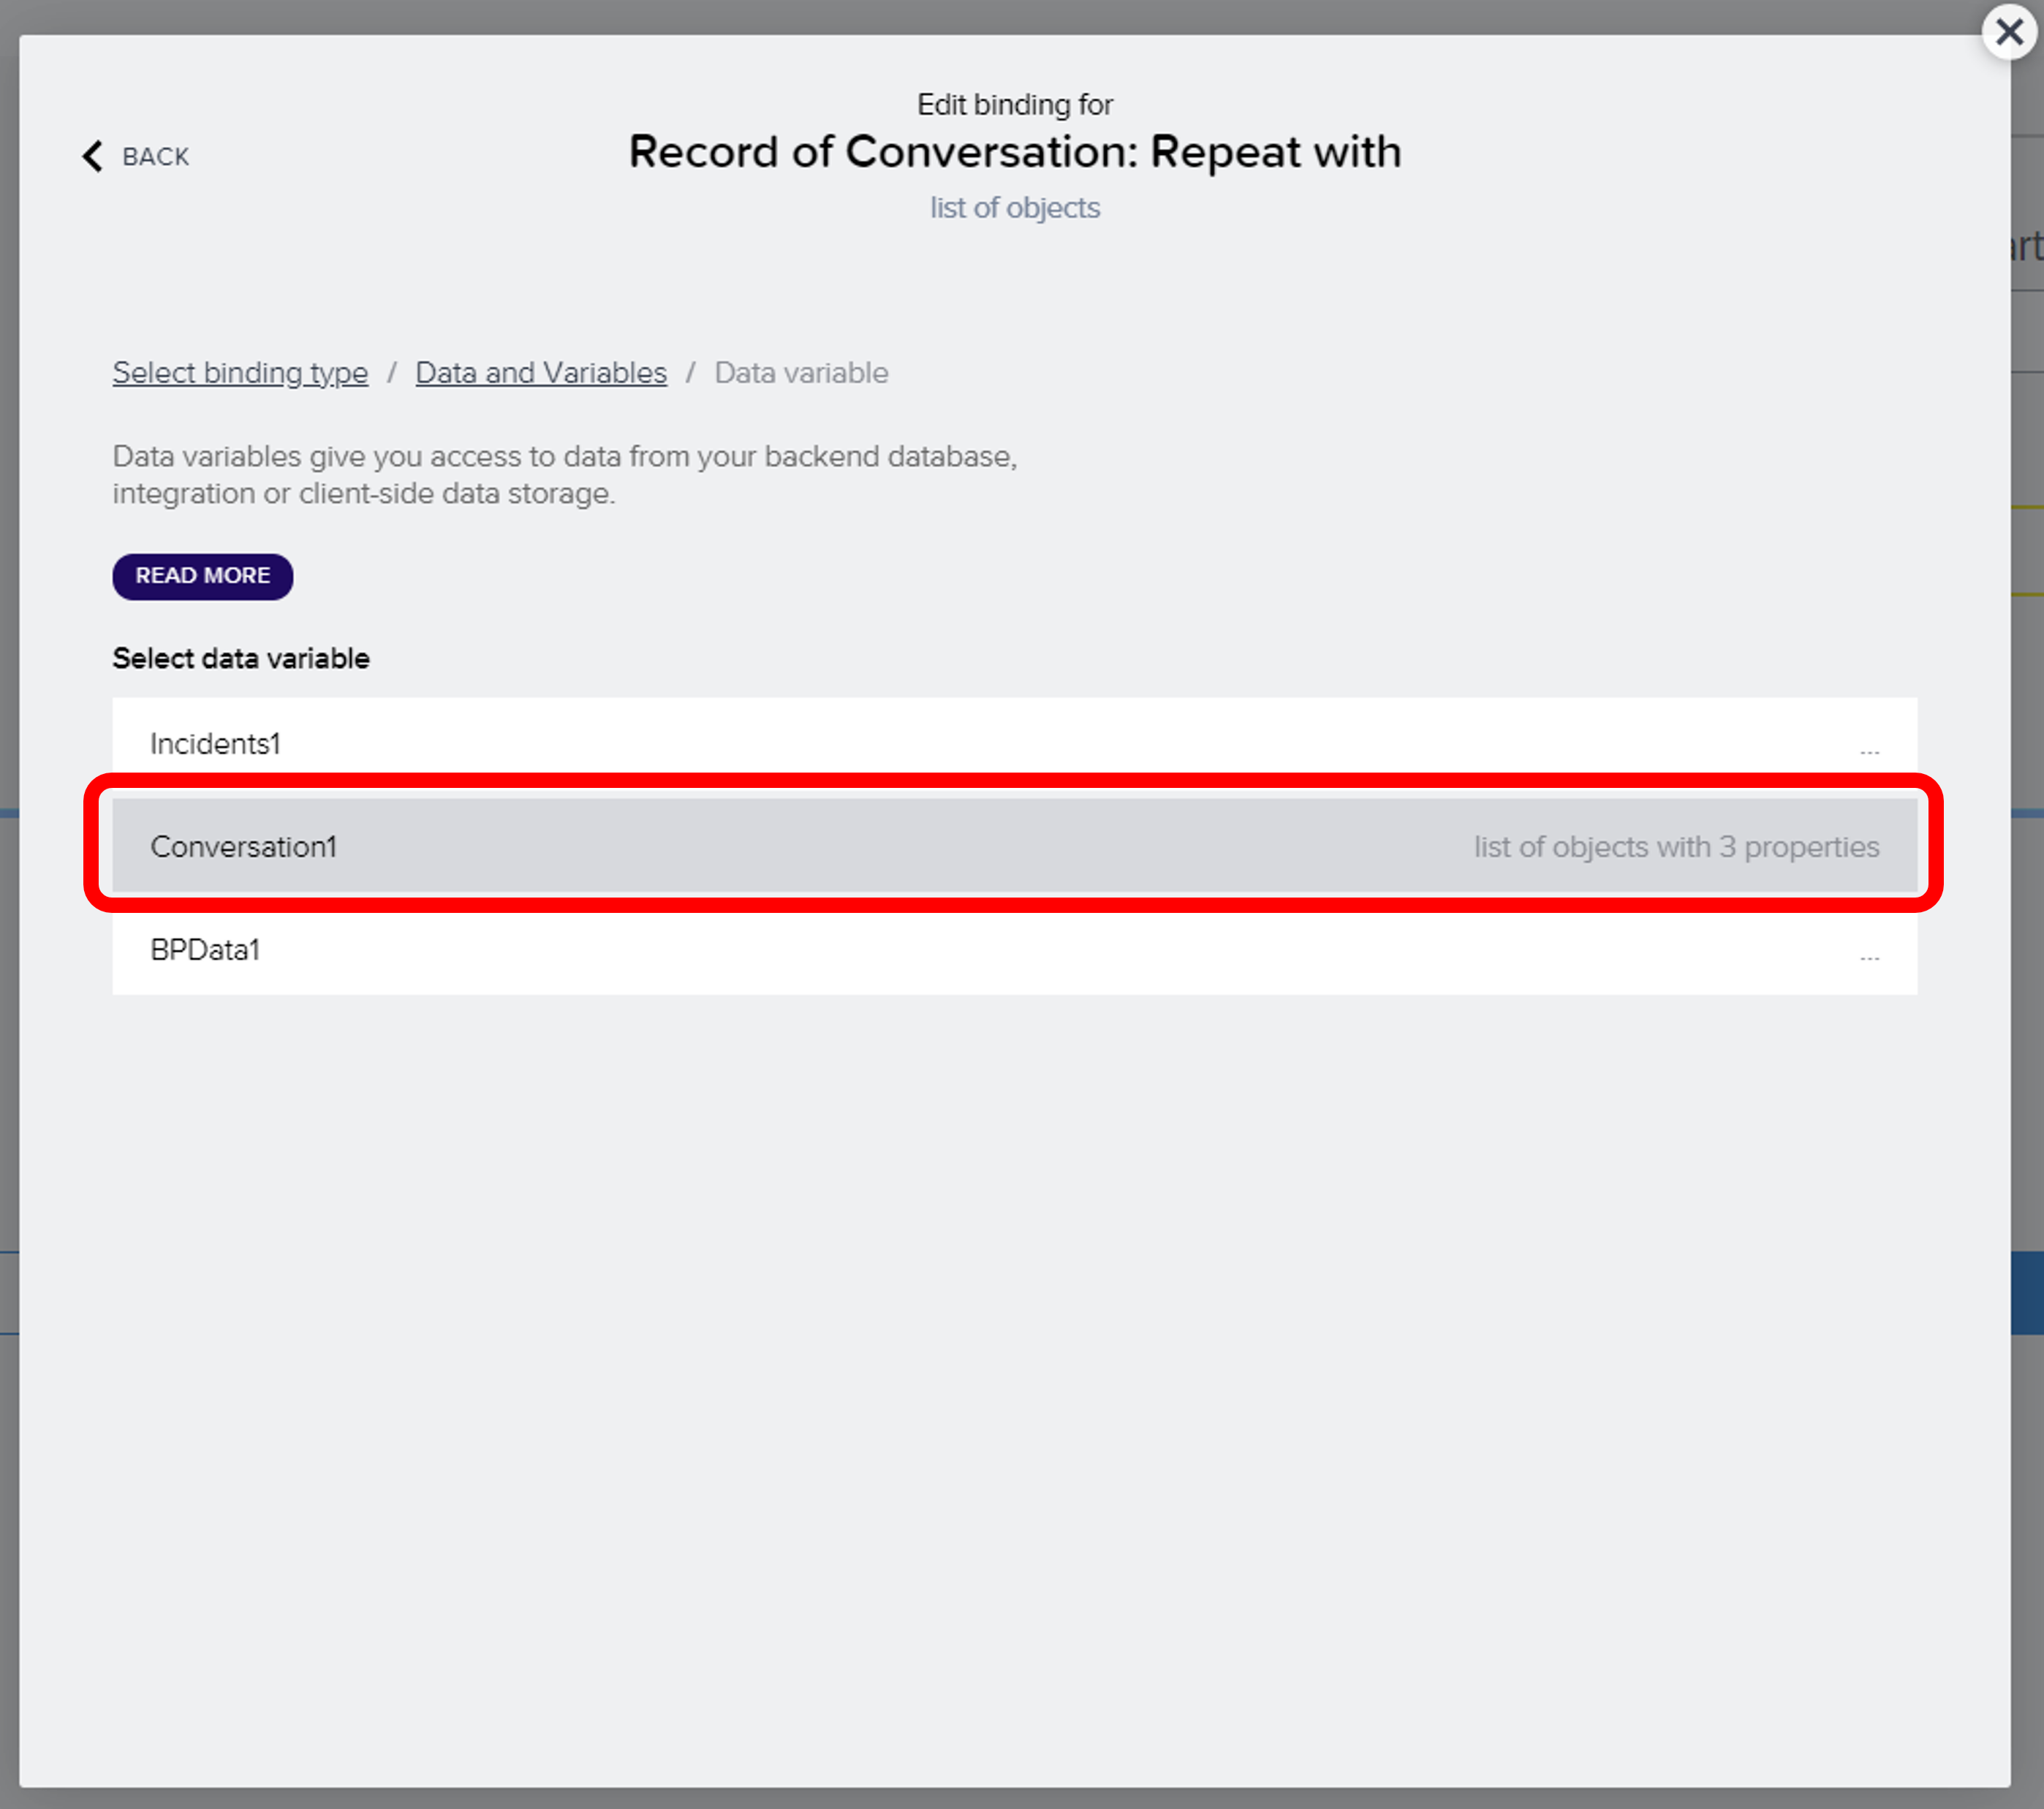 Edit binding for
BACK
Record of Conversation: Repeat with
list of objects
Select binding type / Data and Variables / Data variable
Data variables give you access to data from your backend database,
integration or client-side data storage.
READ MORE
Select data variable
Incidents1 ...
Conversation1 list of objects with 3 properties
BPData1 ...